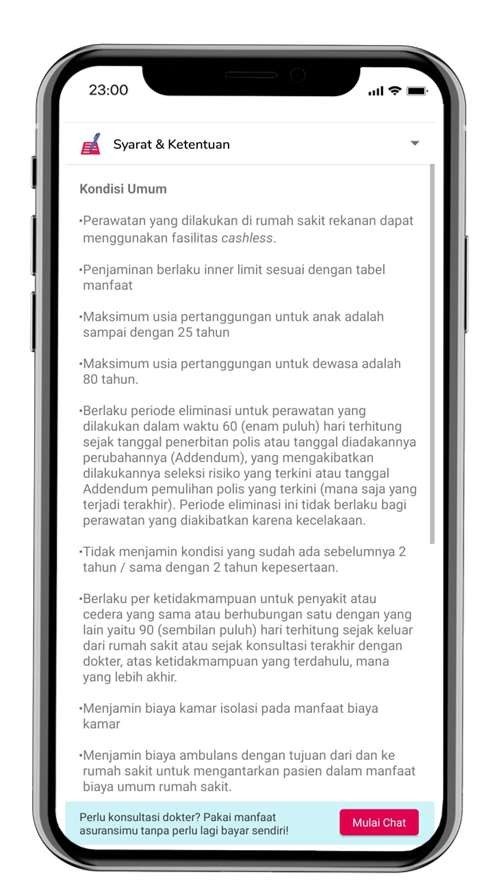 23:00
Syarat & Ketentuan
Kondisi Umum
•Perawatan yang dilakukan di rumah sakit rekanan dapat
menggunakan fasilitas cashless.
•Penjaminan berlaku inner limit sesuai dengan tabel
manfaat
•Maksimum usia pertanggungan untuk anak adalah
sampai dengan 25 tahun
•Maksimum usia pertanggungan untuk dewasa adalah
80 tahun.
•Berlaku periode eliminasi untuk perawatan yang
dilakukan dalam waktu 60 (enam puluh) hari terhitung
sejak tanggal penerbitan polis atau tanggal diadakannya
perubahannya (Addendum), yang mengakibatkan
dilakukannya seleksi risiko yang terkini atau tanggal
Addendum pemulihan polis yang terkini (mana saja yang
terjadi terakhir). Periode eliminasi ini tidak berlaku bagi
perawatan yang diakibatkan karena kecelakaan.
•Tidak menjamin kondisi yang sudah ada sebelumnya 2
tahun / sama dengan 2 tahun kepesertaan.
•Berlaku per ketidakmampuan untuk penyakit atau
cedera yang sama atau berhubungan satu dengan yang
lain yaitu 90 (sembilan puluh) hari terhitung sejak keluar
dari rumah sakit atau sejak konsultasi terakhir dengan
dokter, atas ketidakmampuan yang terdahulu, mana
yang lebih akhir.
•Menjamin biaya kamar isolasi pada manfaat biaya
kamar
•Menjamin biaya ambulans dengan tujuan dari dan ke
rumah sakit untuk mengantarkan pasien dalam manfaat
biaya umum rumah sakit.
Perlu konsultasi dokter? Pakai manfaat
asuransimu tanpa perlu lagi bayar sendiri!
Mulai Chat